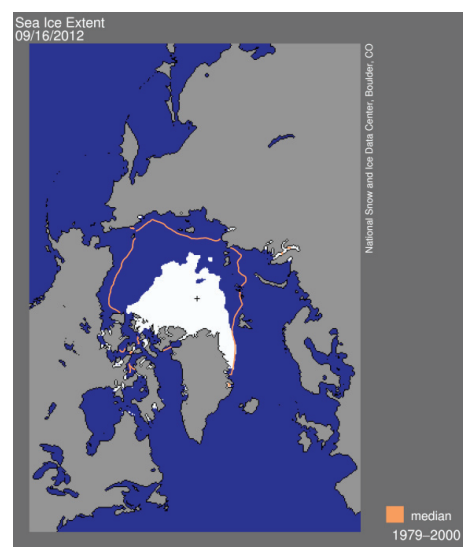 Sea Ice Extent
09/16/2012
National Snow and Ice Data Center, Boulder, CO
median
1979–2000